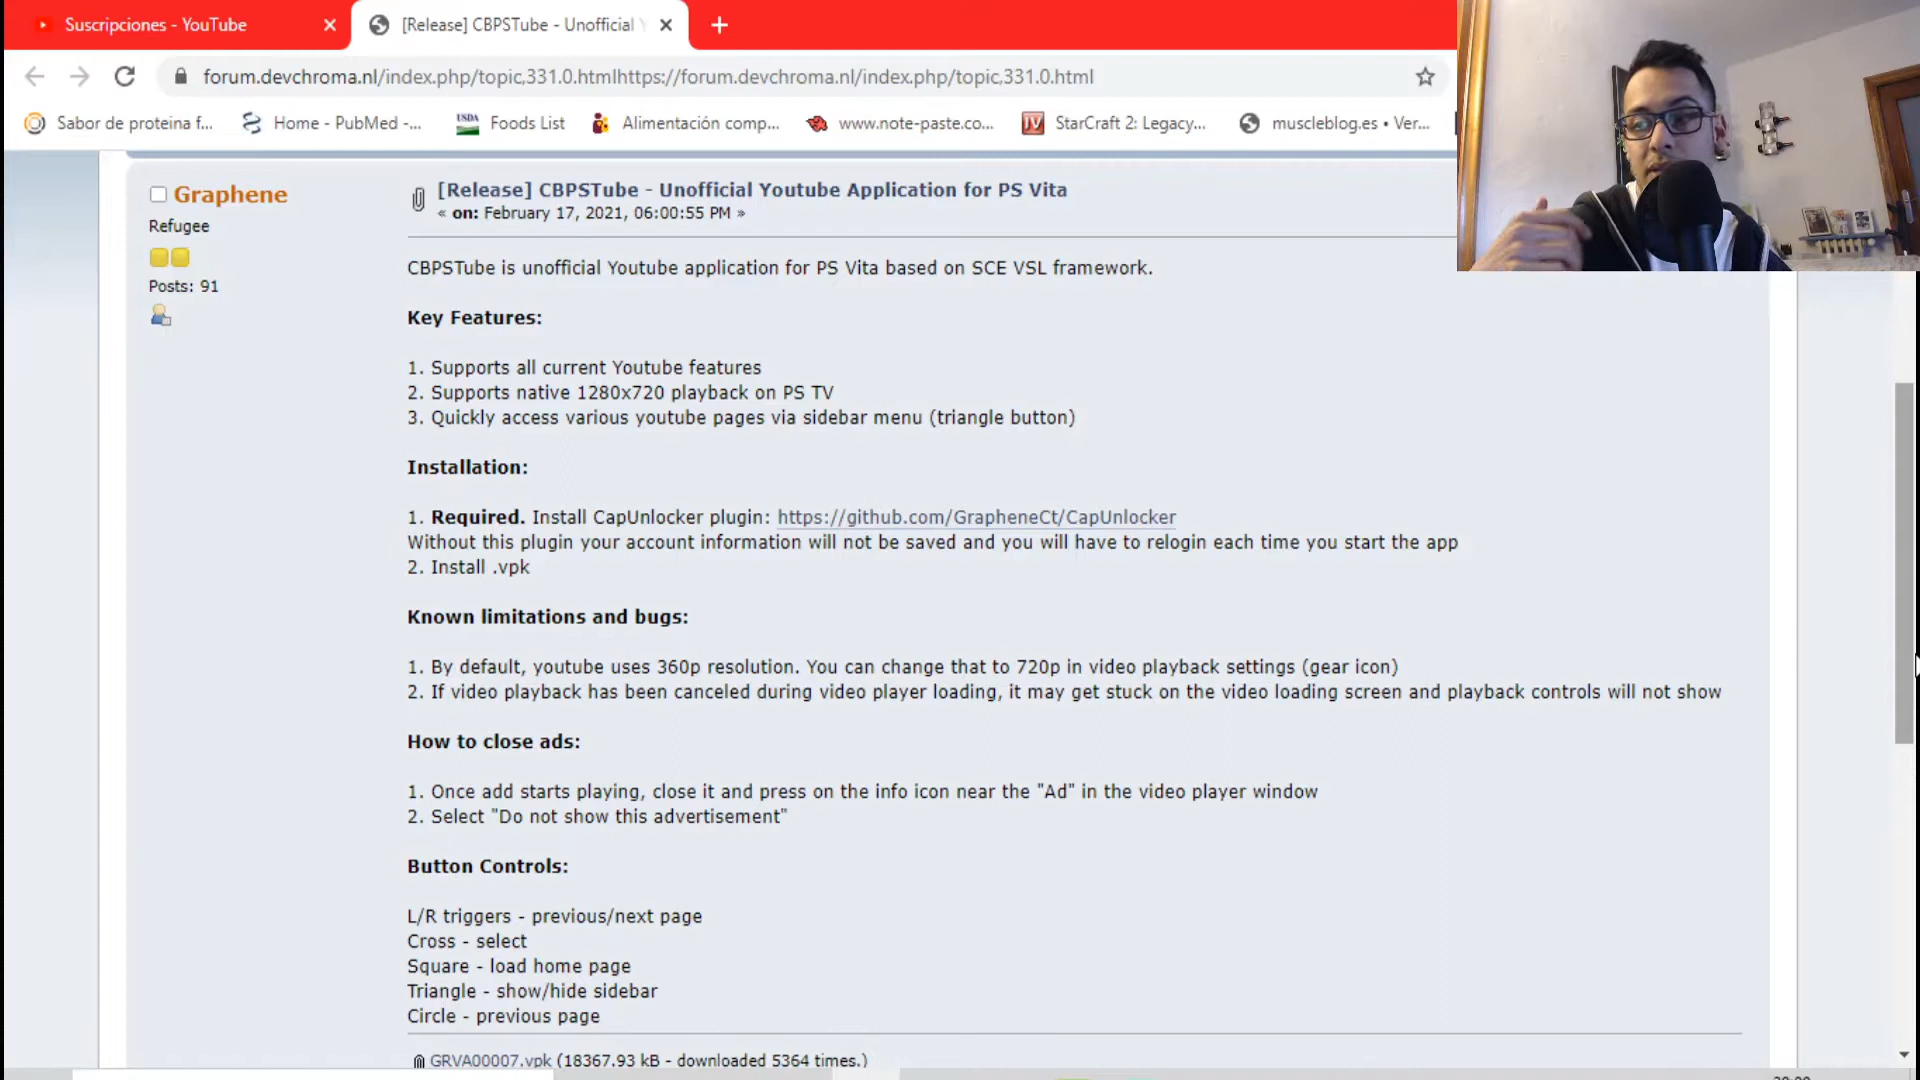 Suscripciones - YouTube
[Release] CBPSTube - Unofficial
forum.devchroma.nl/index.php/topic,331.0.htmlhttps://forum.devchroma.nl/index.php/topic,331.0.html
Sabor de proteina f...
Home - PubMed -...
USDA Foods List
Alimentación comp...
www.note-paste.co...
StarCraft 2: Legacy...
muscleblog.es • Ver...
Graphene
Refugee
Posts: 91
[Release] CBPSTube - Unofficial Youtube Application for PS Vita
« on: February 17, 2021, 06:00:55 PM »
CBPSTube is unofficial Youtube application for PS Vita based on SCE VSL framework.
Key Features:
1. Supports all current Youtube features
2. Supports native 1280x720 playback on PS TV
3. Quickly access various youtube pages via sidebar menu (triangle button)
Installation:
1. Required. Install CapUnlocker plugin: https://github.com/GrapheneCt/CapUnlocker
Without this plugin your account information will not be saved and you will have to relogin each time you start the app
2. Install .vpk
Known limitations and bugs:
1. By default, youtube uses 360p resolution. You can change that to 720p in video playback settings (gear icon)
2. If video playback has been canceled during video player loading, it may get stuck on the video loading screen and playback controls will not show
How to close ads:
1. Once add starts playing, close it and press on the info icon near the "Ad" in the video player window
2. Select "Do not show this advertisement"
Button Controls:
L/R triggers - previous/next page
Cross - select
Square - load home page
Triangle - show/hide sidebar
Circle - previous page
GRVA00007.vpk (18367.93 kB - downloaded 5364 times.)